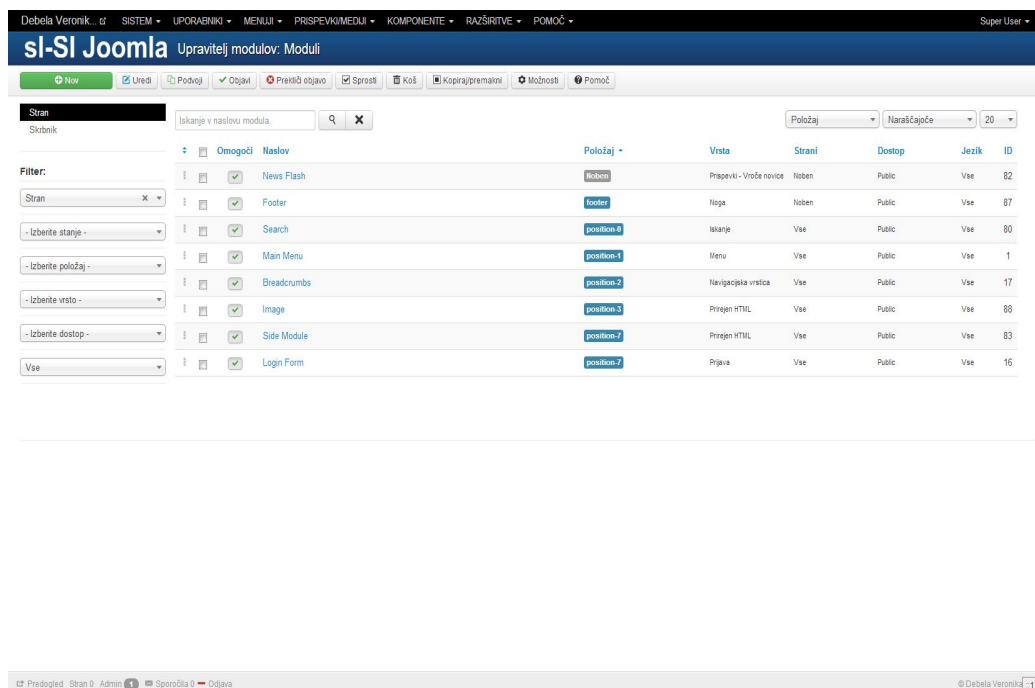 Debela Veronik... SISTEM UPORABNIKI MENIJI PRISPEVKI/MEDIJI KOMPONENTE RAZŠIRITVE POMOČ Super User
sl-SI Joomla Upravitelj modulov: Moduli
Nov Uredi Podvoji Objavi Prekliči objavo Sprosti Koš Kopiraj/premakni Možnosti Pomoč
Stran
Skrbnik
Iskanje v naslovu modula. Položaj Naraščajoče 20
Filter:
Stran
- Izberite stanje -
- Izberite položaj -
- Izberite vrsto -
- Izberite dostop -
Vse
Omogoči Naslov Položaj Vrsta Strani Dostop Jezik ID
News Flash Noben Prispevki - Vroče novice Noben Public Vse 82
Footer footer Noga Noben Public Vse 87
Search position-0 Iskanje Vse Public Vse 80
Main Menu position-1 Menu Vse Public Vse 1
Breadcrumbs position-2 Navigacijska vrstica Vse Public Vse 17
Image position-3 Prirejen HTML Vse Public Vse 88
Side Module position-7 Prirejen HTML Vse Public Vse 83
Login Form position-7 Prijava Vse Public Vse 16
Predogled Stran 0 Admin 1 Sporočila 0 Odjava © Debela Veronika